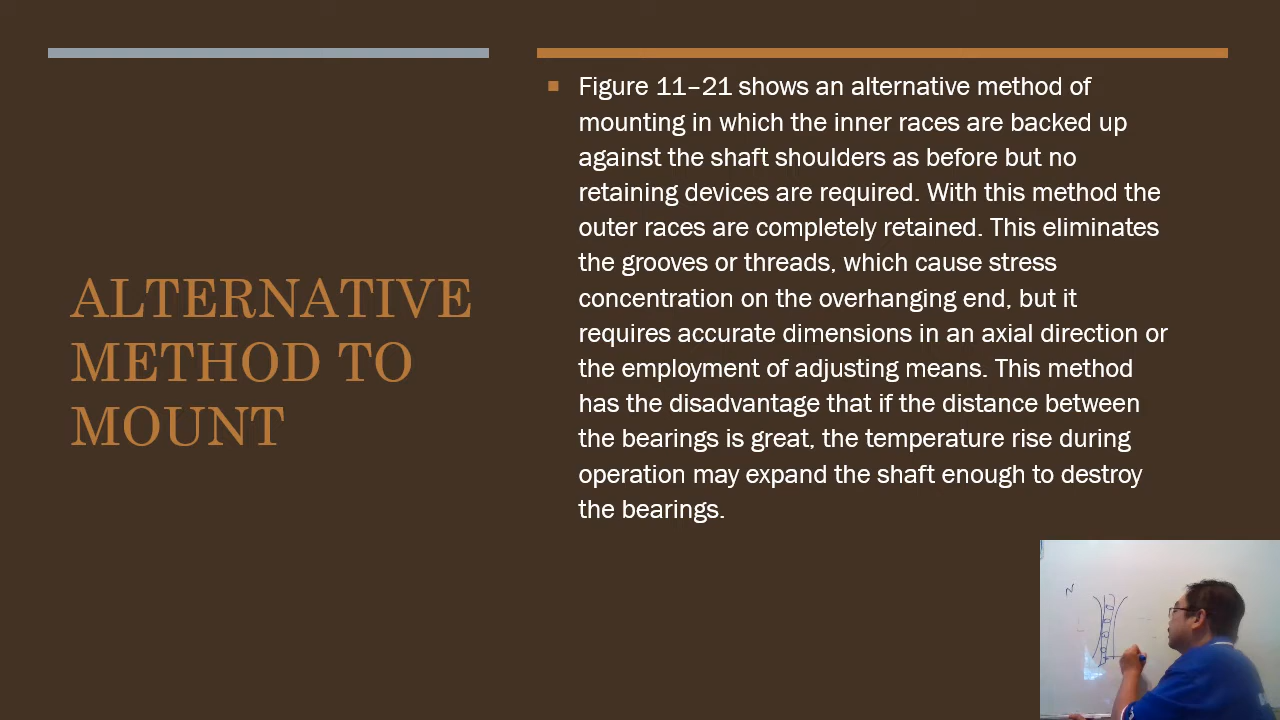 ALTERNATIVE
METHOD TO
MOUNT
Figure 11–21 shows an alternative method of
mounting in which the inner races are backed up
against the shaft shoulders as before but no
retaining devices are required. With this method the
outer races are completely retained. This eliminates
the grooves or threads, which cause stress
concentration on the overhanging end, but it
requires accurate dimensions in an axial direction or
the employment of adjusting means. This method
has the disadvantage that if the distance between
the bearings is great, the temperature rise during
operation may expand the shaft enough to destroy
the bearings.